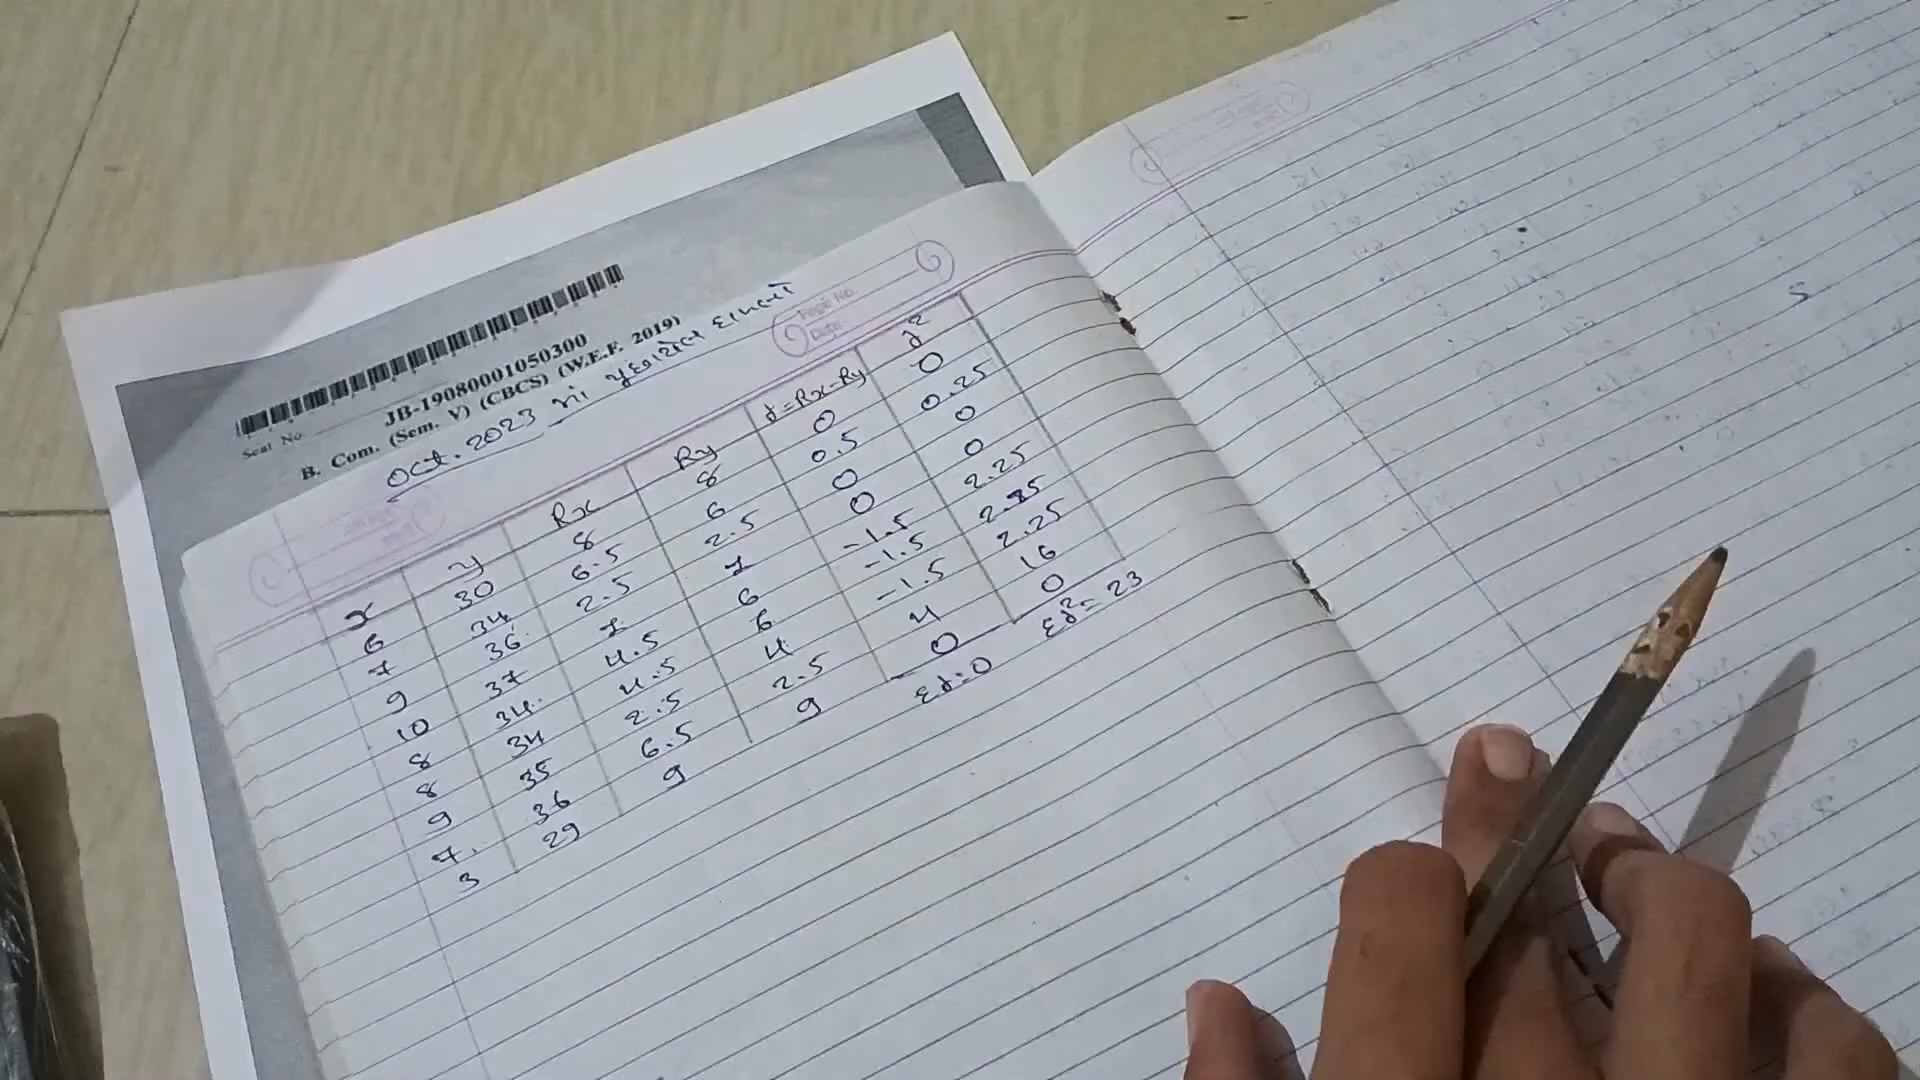 JB-19080001050300
Seat No.
B. Com. (Sem. V) (CBCS) (W.E.F. 2019)
Page No.
Date
Oct. 2023 માં પુછાયેલ દાખલો
x y Rx Ry d=Rx-Ry d²
6 30 8 8 0 0
7 34 6.5 6 0.5 0.25
9 36 2.5 2.5 0 0
10 37 1 1 0 0
8 34 4.5 6 -1.5 2.25
8 34 4.5 6 -1.5 2.25
9 35 2.5 4 -1.5 2.25
7 36 6.5 2.5 4 16
3 29 9 9 0 0
Σd=0 Σd²=23